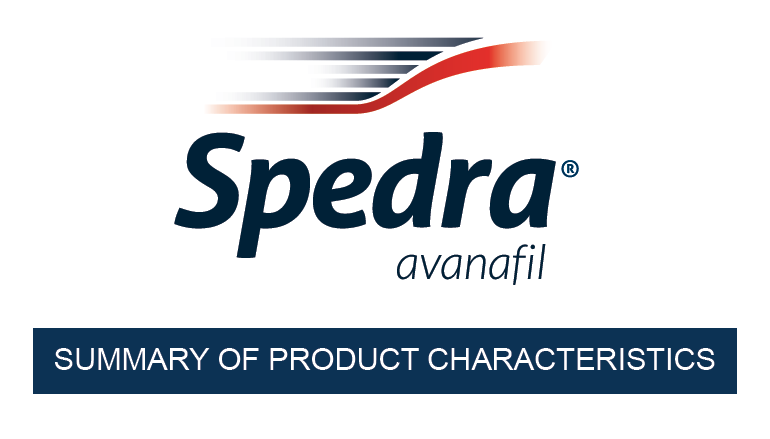 Spedra®
avanafil
SUMMARY OF PRODUCT CHARACTERISTICS